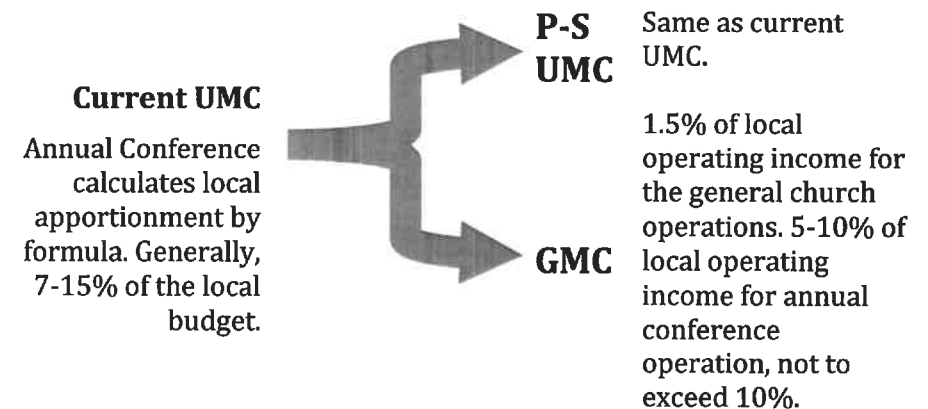 Current UMC
Annual Conference
calculates local
apportionment by
formula. Generally,
7-15% of the local
budget.
P-S
UMC
Same as current
UMC.
GMC
1.5% of local
operating income for
the general church
operations. 5-10% of
local operating
income for annual
conference
operation, not to
exceed 10%.